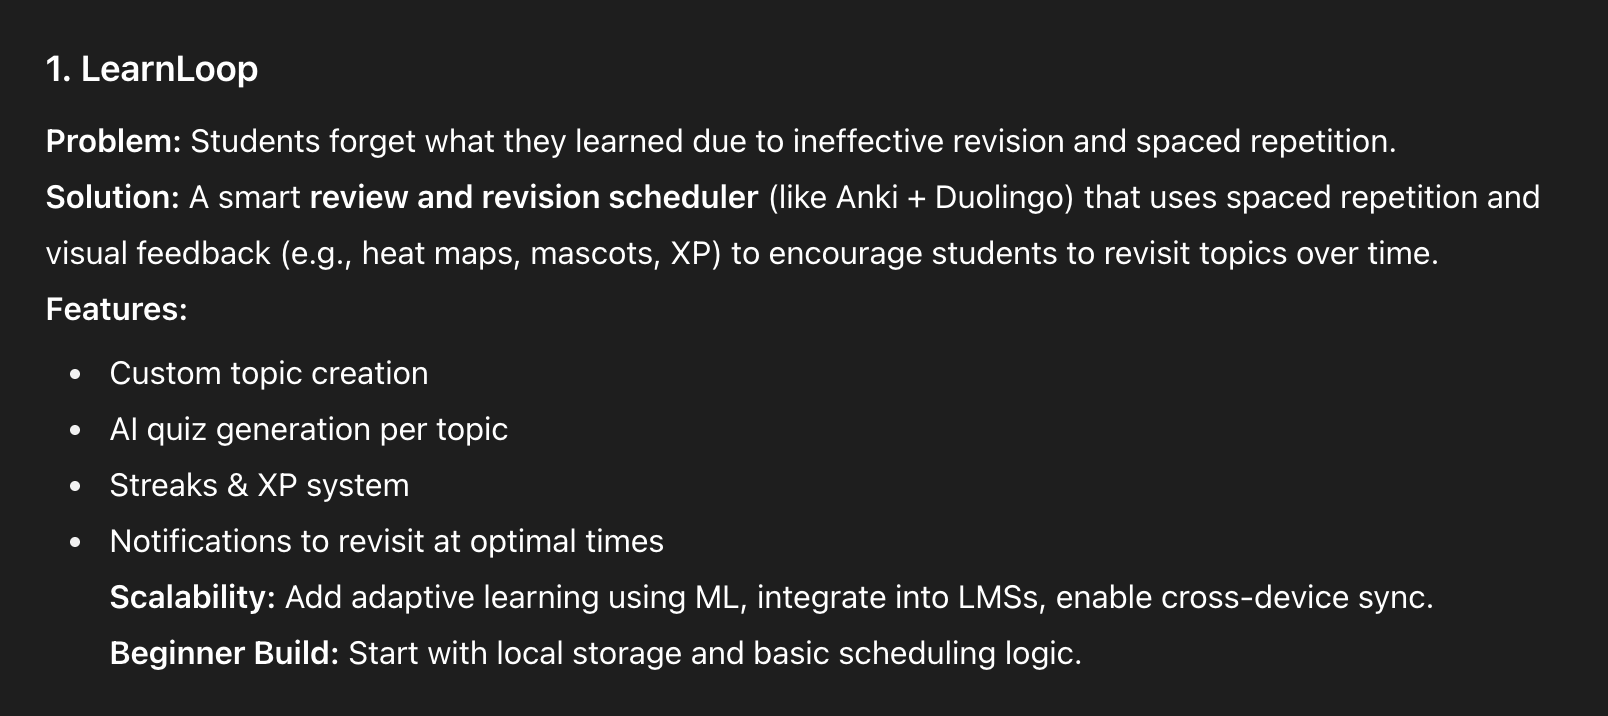 1. LearnLoop
Problem: Students forget what they learned due to ineffective revision and spaced repetition.
Solution: A smart review and revision scheduler (like Anki + Duolingo) that uses spaced repetition and
visual feedback (e.g., heat maps, mascots, XP) to encourage students to revisit topics over time.
Features:
• Custom topic creation
• AI quiz generation per topic
• Streaks & XP system
• Notifications to revisit at optimal times
Scalability: Add adaptive learning using ML, integrate into LMSs, enable cross-device sync.
Beginner Build: Start with local storage and basic scheduling logic.